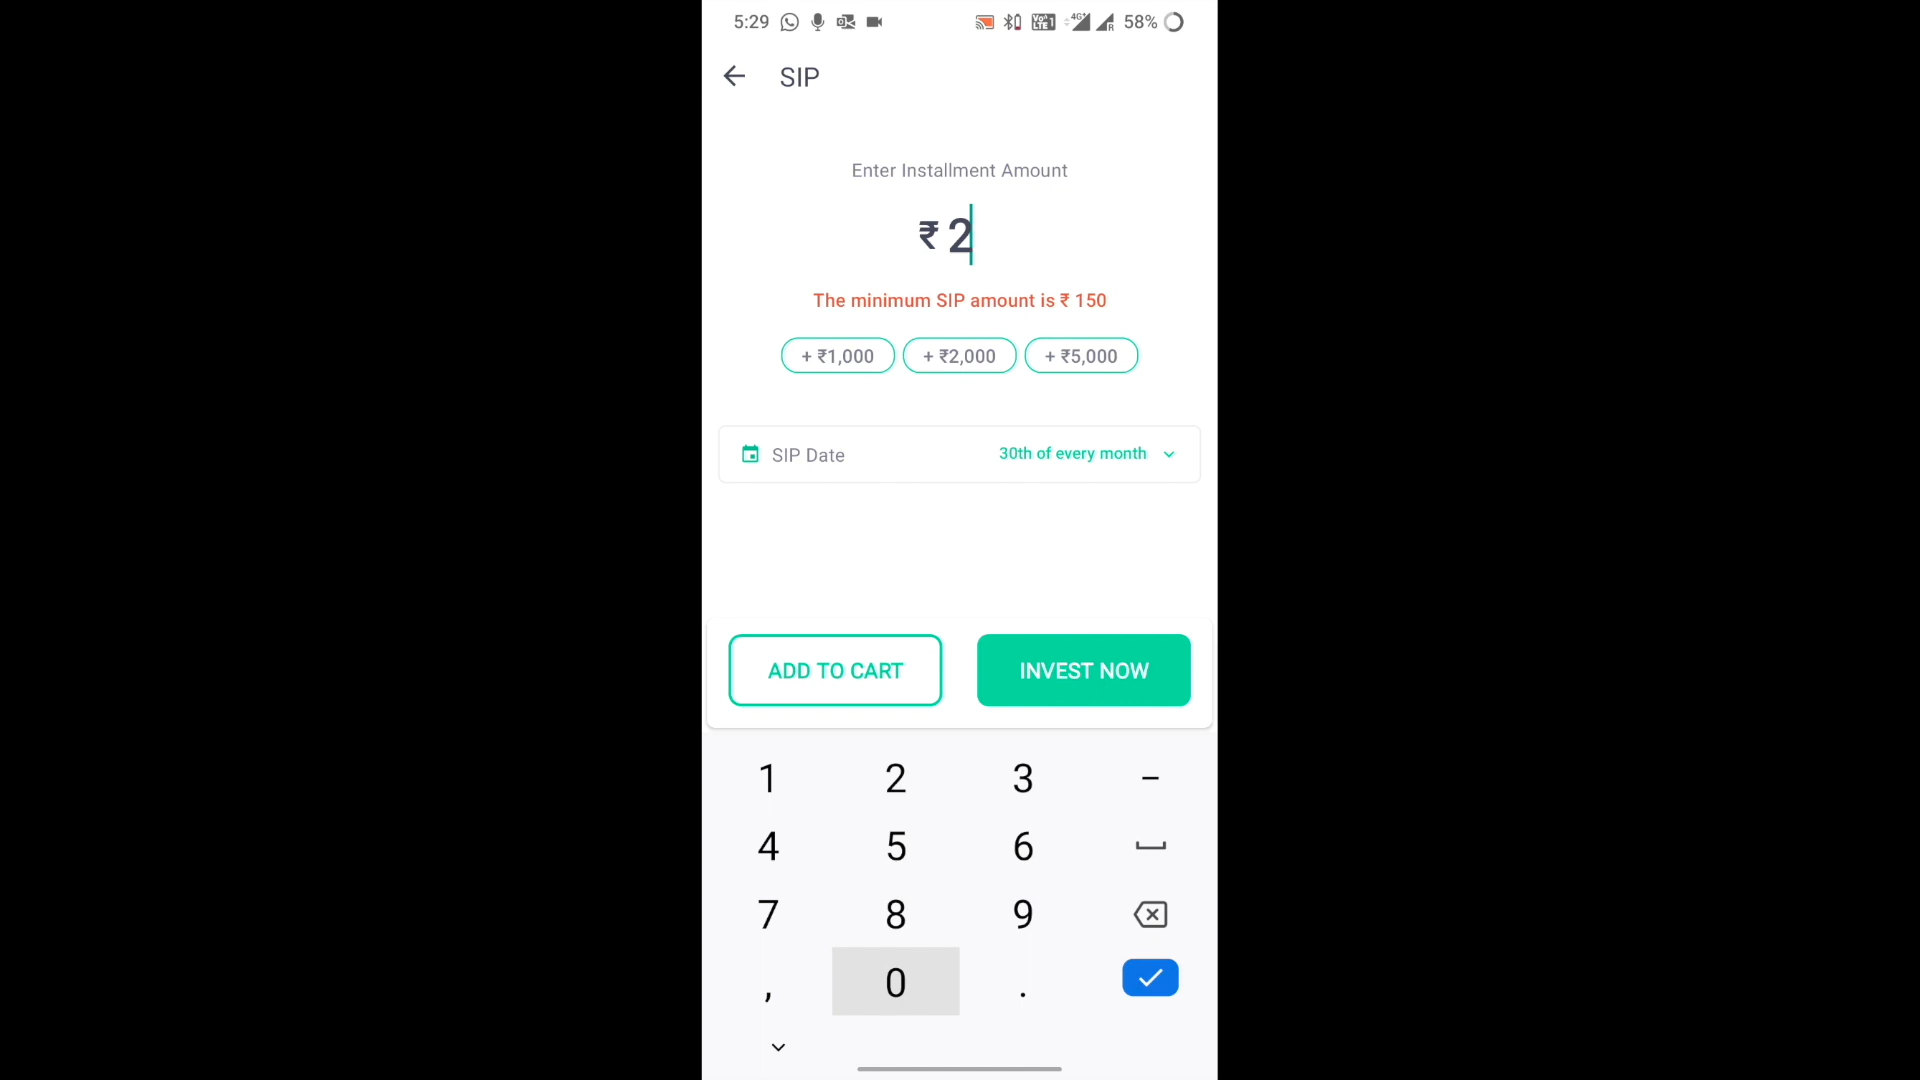 5:29 58%
SIP
Enter Installment Amount
₹ 2
The minimum SIP amount is ₹ 150
+ ₹1,000 + ₹2,000 + ₹5,000
SIP Date 30th of every month
ADD TO CART INVEST NOW
1 2 3 -
4 5 6
7 8 9
, 0 .